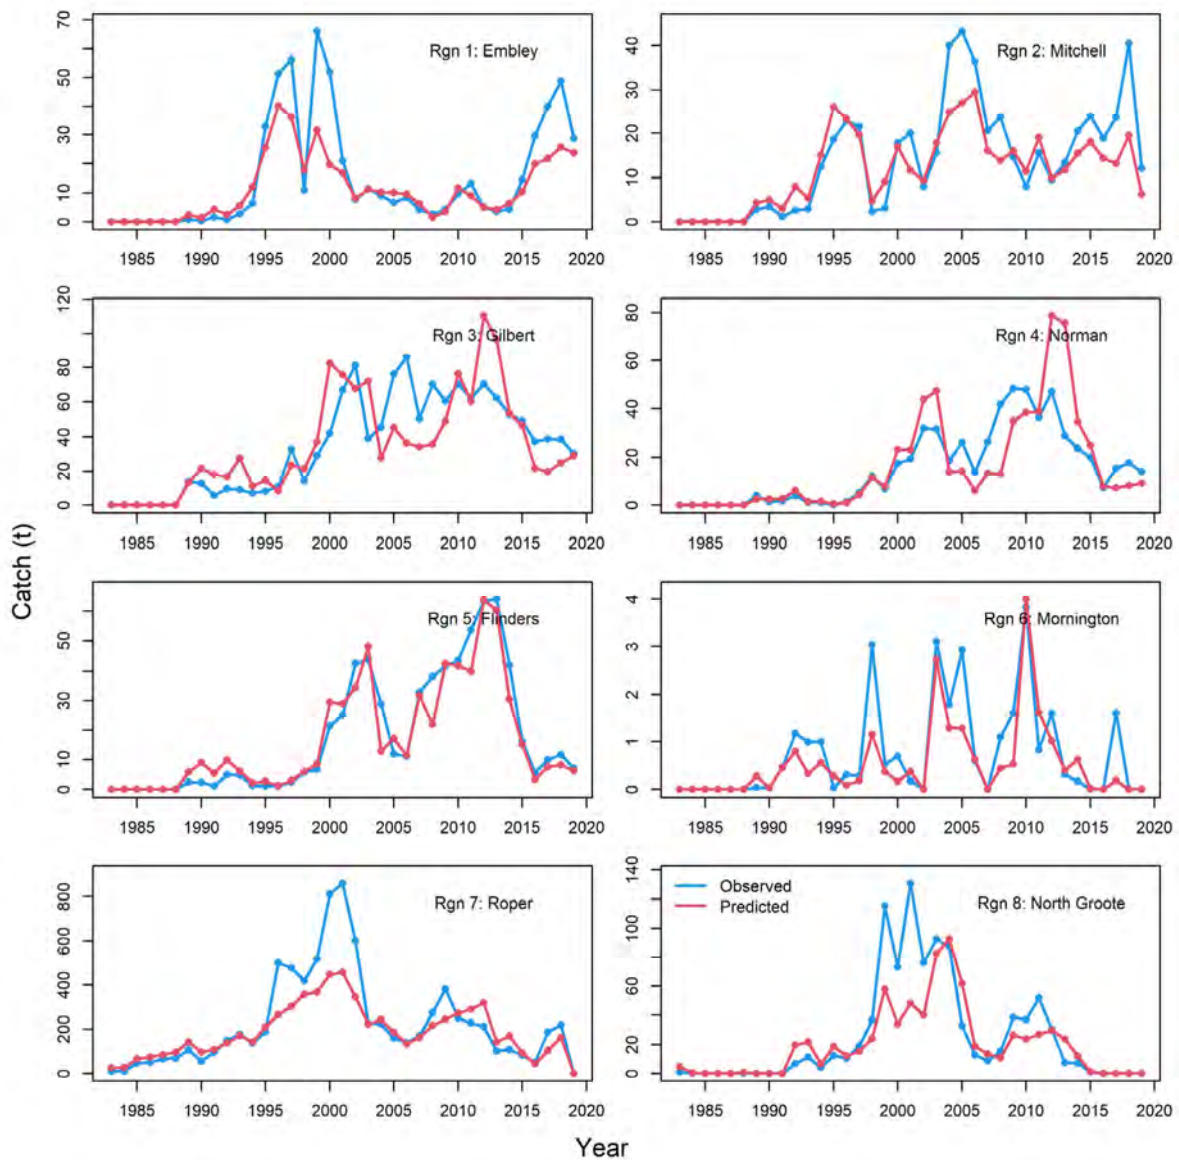 Rgn 1: Embley
70
50
30
10
0
1985 1990 1995 2000 2005 2010 2015 2020
Rgn 2: Mitchell
40
30
20
10
0
1985 1990 1995 2000 2005 2010 2015 2020
Rgn 3: Gilbert
120
80
60
40
20
0
1985 1990 1995 2000 2005 2010 2015 2020
Rgn 4: Norman
80
60
40
20
0
1985 1990 1995 2000 2005 2010 2015 2020
Catch (t)
Rgn 5: Flinders
50
30
10
0
1985 1990 1995 2000 2005 2010 2015 2020
Rgn 6: Mornington
4
3
2
1
0
1985 1990 1995 2000 2005 2010 2015 2020
Rgn 7: Roper
800
600
400
200
0
1985 1990 1995 2000 2005 2010 2015 2020
Observed
Predicted
Rgn 8: North Groote
140
100
60
20
0
1985 1990 1995 2000 2005 2010 2015 2020
Year